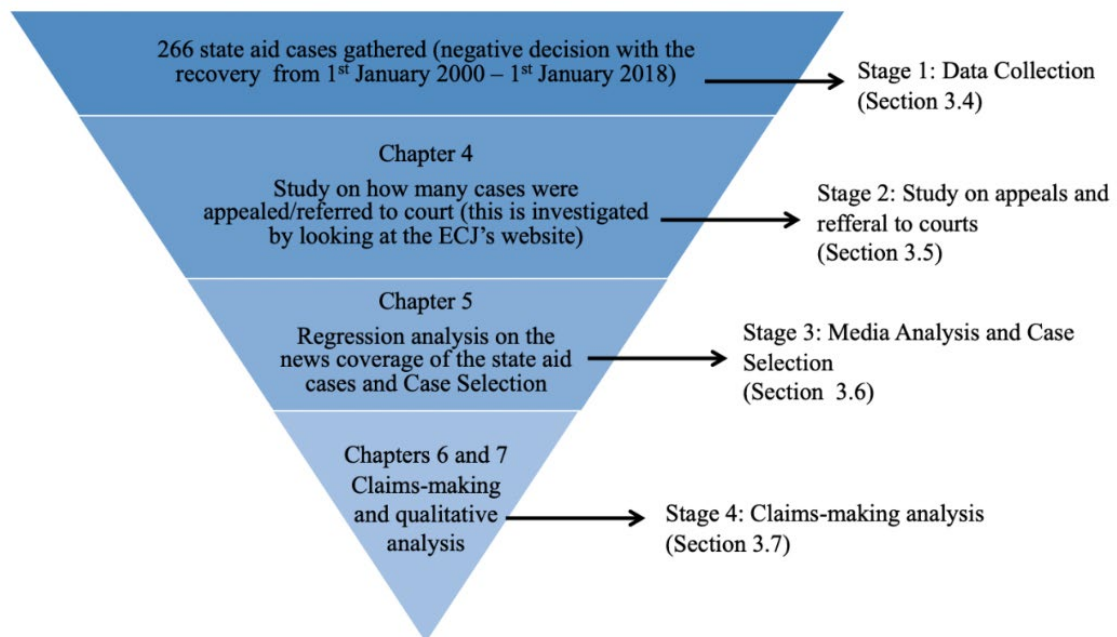 266 state aid cases gathered (negative decision with the
recovery from 1st January 2000 – 1st January 2018)
Stage 1: Data Collection
(Section 3.4)
Chapter 4
Study on how many cases were
appealed/referred to court (this is investigated
by looking at the ECJ's website)
Stage 2: Study on appeals and
refferal to courts
(Section 3.5)
Chapter 5
Regression analysis on the
news coverage of the state aid
cases and Case Selection
Stage 3: Media Analysis and Case
Selection
(Section 3.6)
Chapters 6 and 7
Claims-making
and qualitative
analysis
Stage 4: Claims-making analysis
(Section 3.7)